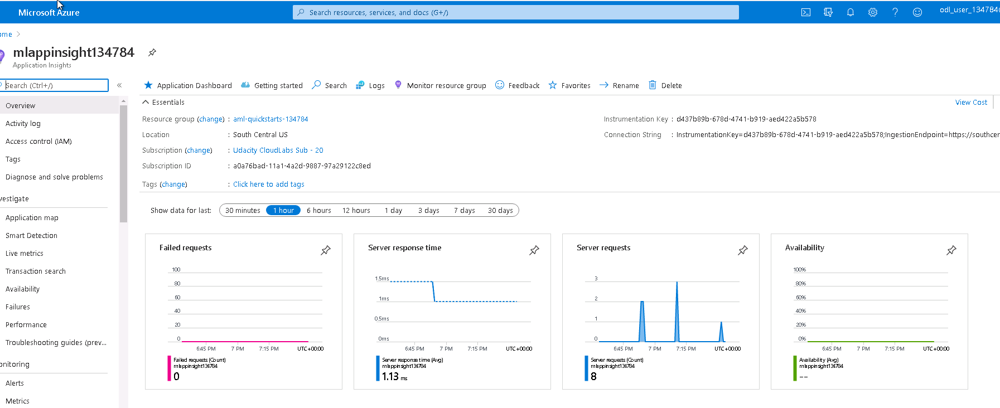 Microsoft Azure
Search resources, services, and docs (G+/)
odl_user_134784
ome >
mlappinsight134784
Application Insights
Search (Ctrl+/)
«
Application Dashboard Getting started Search Logs Monitor resource group Feedback Favorites Rename Delete
Overview
Activity log
Access control (IAM)
Tags
Diagnose and solve problems
vestigate
Application map
Smart Detection
Live metrics
Transaction search
Availability
Failures
Performance
Troubleshooting guides (prev...
onitoring
Alerts
Metrics
Essentials
View Cost
Resource group (change) : aml-quickstarts-134784
Location : South Central US
Subscription (change) : Udacity CloudLabs Sub - 20
Subscription ID : a0a76bad-11a1-4a2d-9887-97a29122c8ed
Tags (change) : Click here to add tags
Instrumentation Key : d437b89b-678d-4741-b919-aed422a5b578
Connection String : InstrumentationKey=d437b89b-678d-4741-b919-aed422a5b578;IngestionEndpoint=https://southcen
Show data for last: 30 minutes 1 hour 6 hours 12 hours 1 day 3 days 7 days 30 days
Failed requests
100
80
60
40
20
0
6:45 PM 7 PM 7:15 PM UTC+00:00
Failed requests (Count)
mlappinsight134784
0
Server response time
1.5ms
1ms
0.5ms
0ms
6:45 PM 7 PM 7:15 PM UTC+00:00
Server response time (Avg)
mlappinsight134784
1.13 ms
Server requests
3
2
1
0
6:45 PM 7 PM 7:15 PM UTC+00:00
Server requests (Count)
mlappinsight134784
8
Availability
100%
80%
60%
40%
20%
0%
6:45 PM 7 PM 7:15 PM UTC+00:00
Availability (Avg)
mlappinsight134784
--